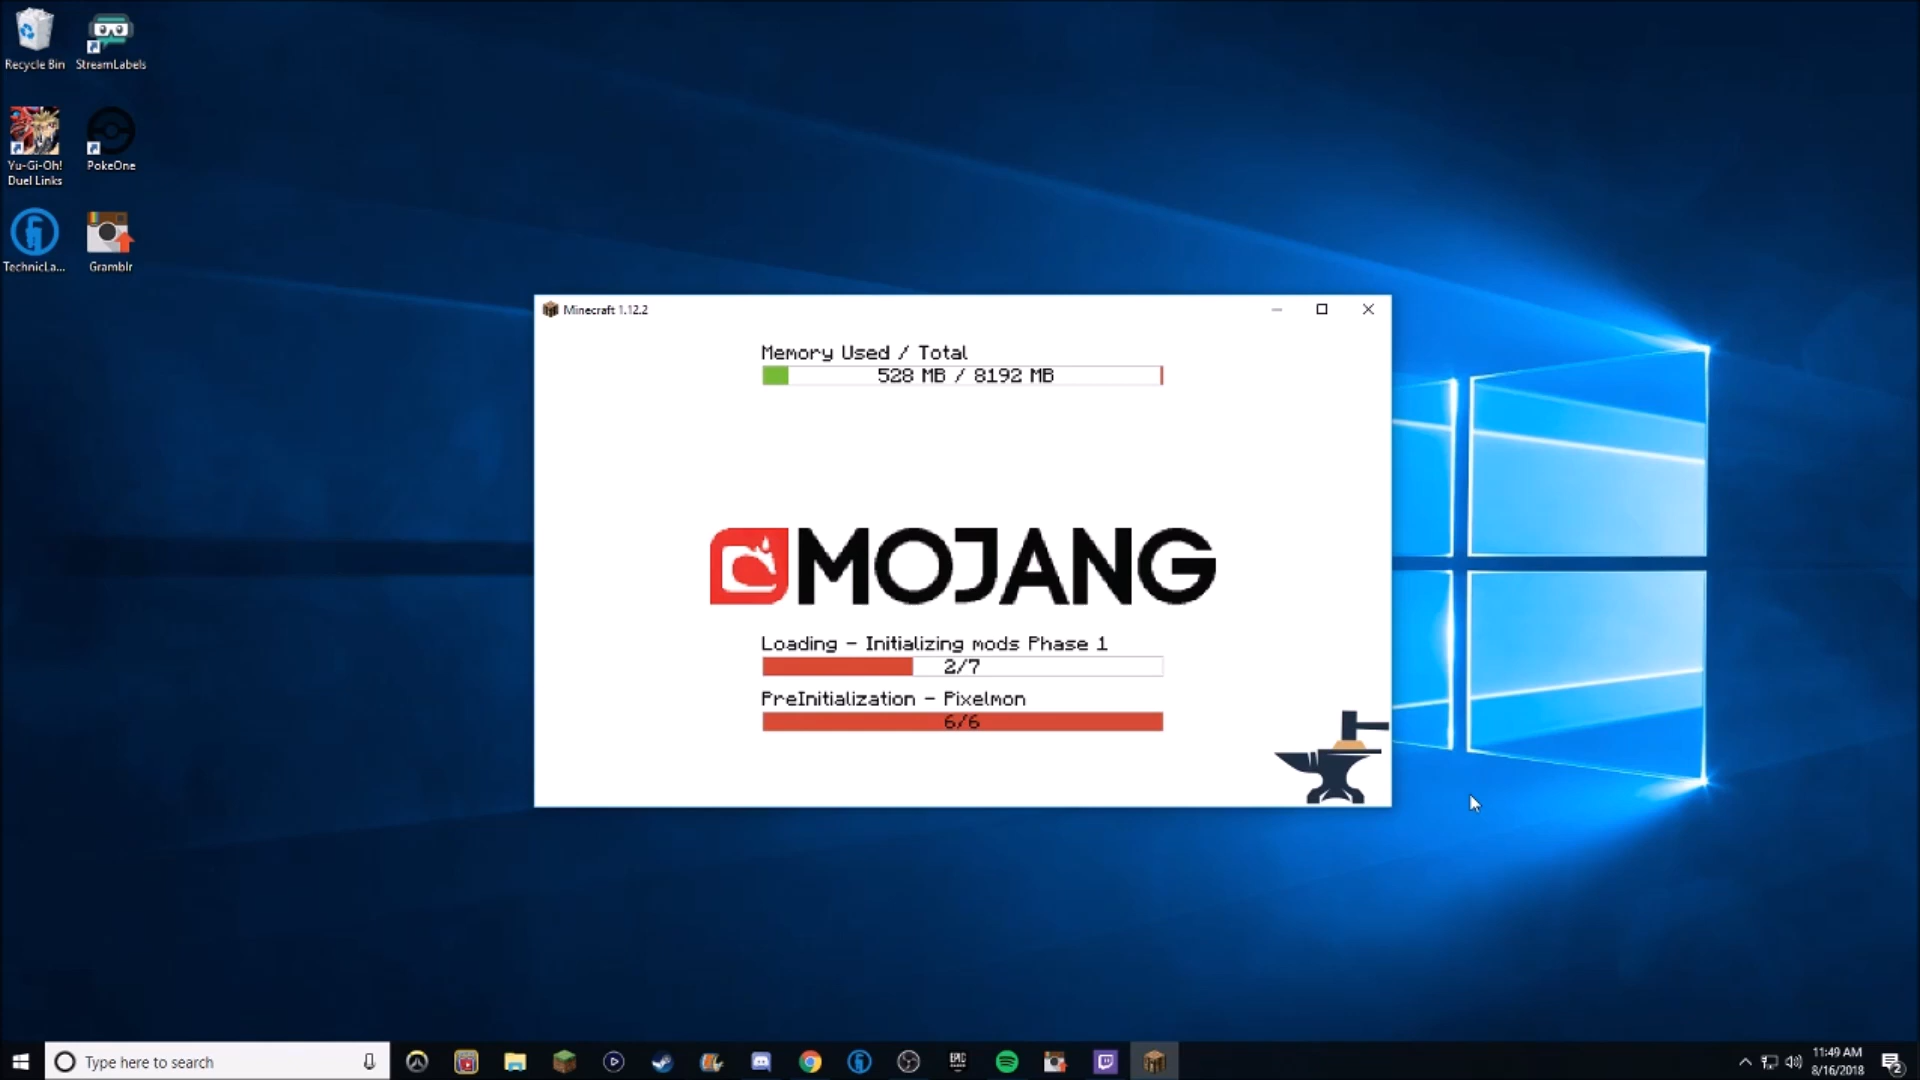 Recycle Bin
StreamLabels
Yu-Gi-Oh!
Duel Links
PokeOne
TechnicLa...
Gramblr
Minecraft 1.12.2
Memory Used / Total
528 MB / 8192 MB
MOJANG
Loading - Initializing mods Phase 1
2/7
PreInitialization - Pixelmon
6/6
Type here to search
EPIC
11:49 AM
8/16/2018
2